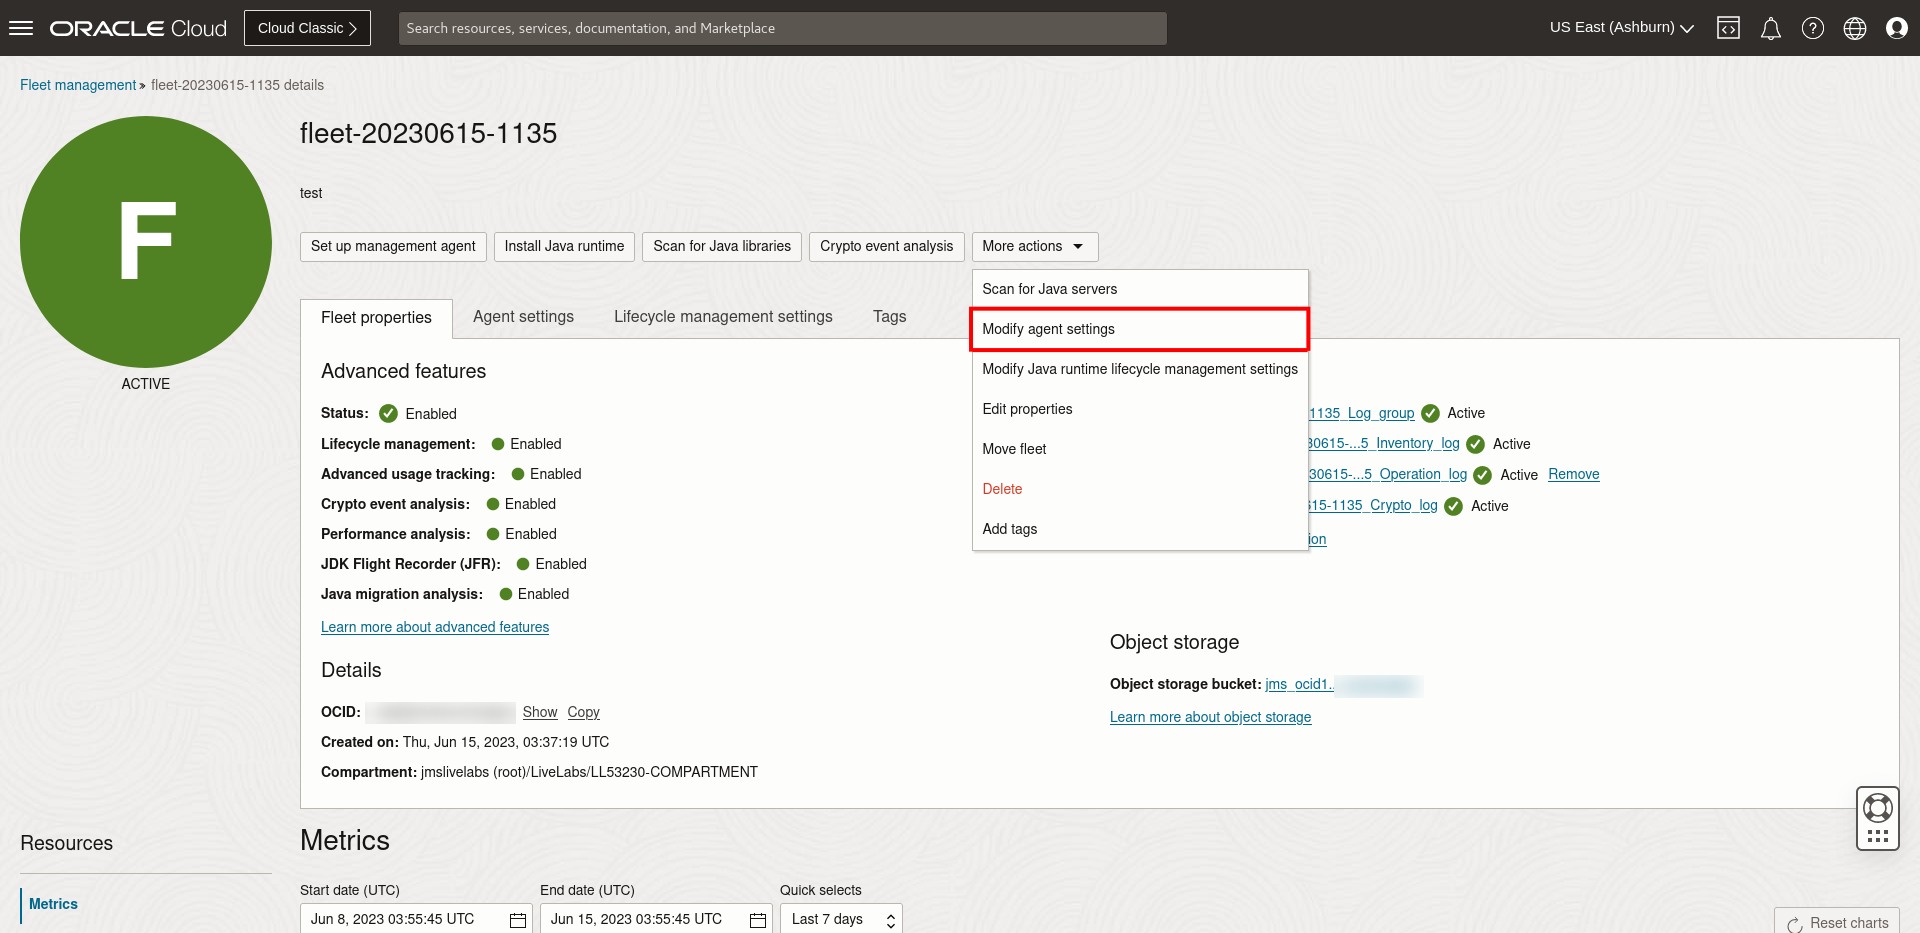 ORACLE Cloud
Cloud Classic
Search resources, services, documentation, and Marketplace
US East (Ashburn)
Fleet management » fleet-20230615-1135 details
F
ACTIVE
fleet-20230615-1135
test
Set up management agent
Install Java runtime
Scan for Java libraries
Crypto event analysis
More actions
Scan for Java servers
Modify agent settings
Modify Java runtime lifecycle management settings
Edit properties
Move fleet
Delete
Add tags
Fleet properties
Agent settings
Lifecycle management settings
Tags
Advanced features
Status: Enabled
Lifecycle management: Enabled
Advanced usage tracking: Enabled
Crypto event analysis: Enabled
Performance analysis: Enabled
JDK Flight Recorder (JFR): Enabled
Java migration analysis: Enabled
Learn more about advanced features
1135_Log_group Active
30615-...5_Inventory_log Active
30615-...5_Operation_log Active Remove
615-1135_Crypto_log Active
ion
Details
OCID: Show Copy
Created on: Thu, Jun 15, 2023, 03:37:19 UTC
Compartment: jmslivelabs (root)/LiveLabs/LL53230-COMPARTMENT
Object storage
Object storage bucket: jms_ocid1..
Learn more about object storage
Resources
Metrics
Metrics
Start date (UTC)
Jun 8, 2023 03:55:45 UTC
End date (UTC)
Jun 15, 2023 03:55:45 UTC
Quick selects
Last 7 days
Reset charts